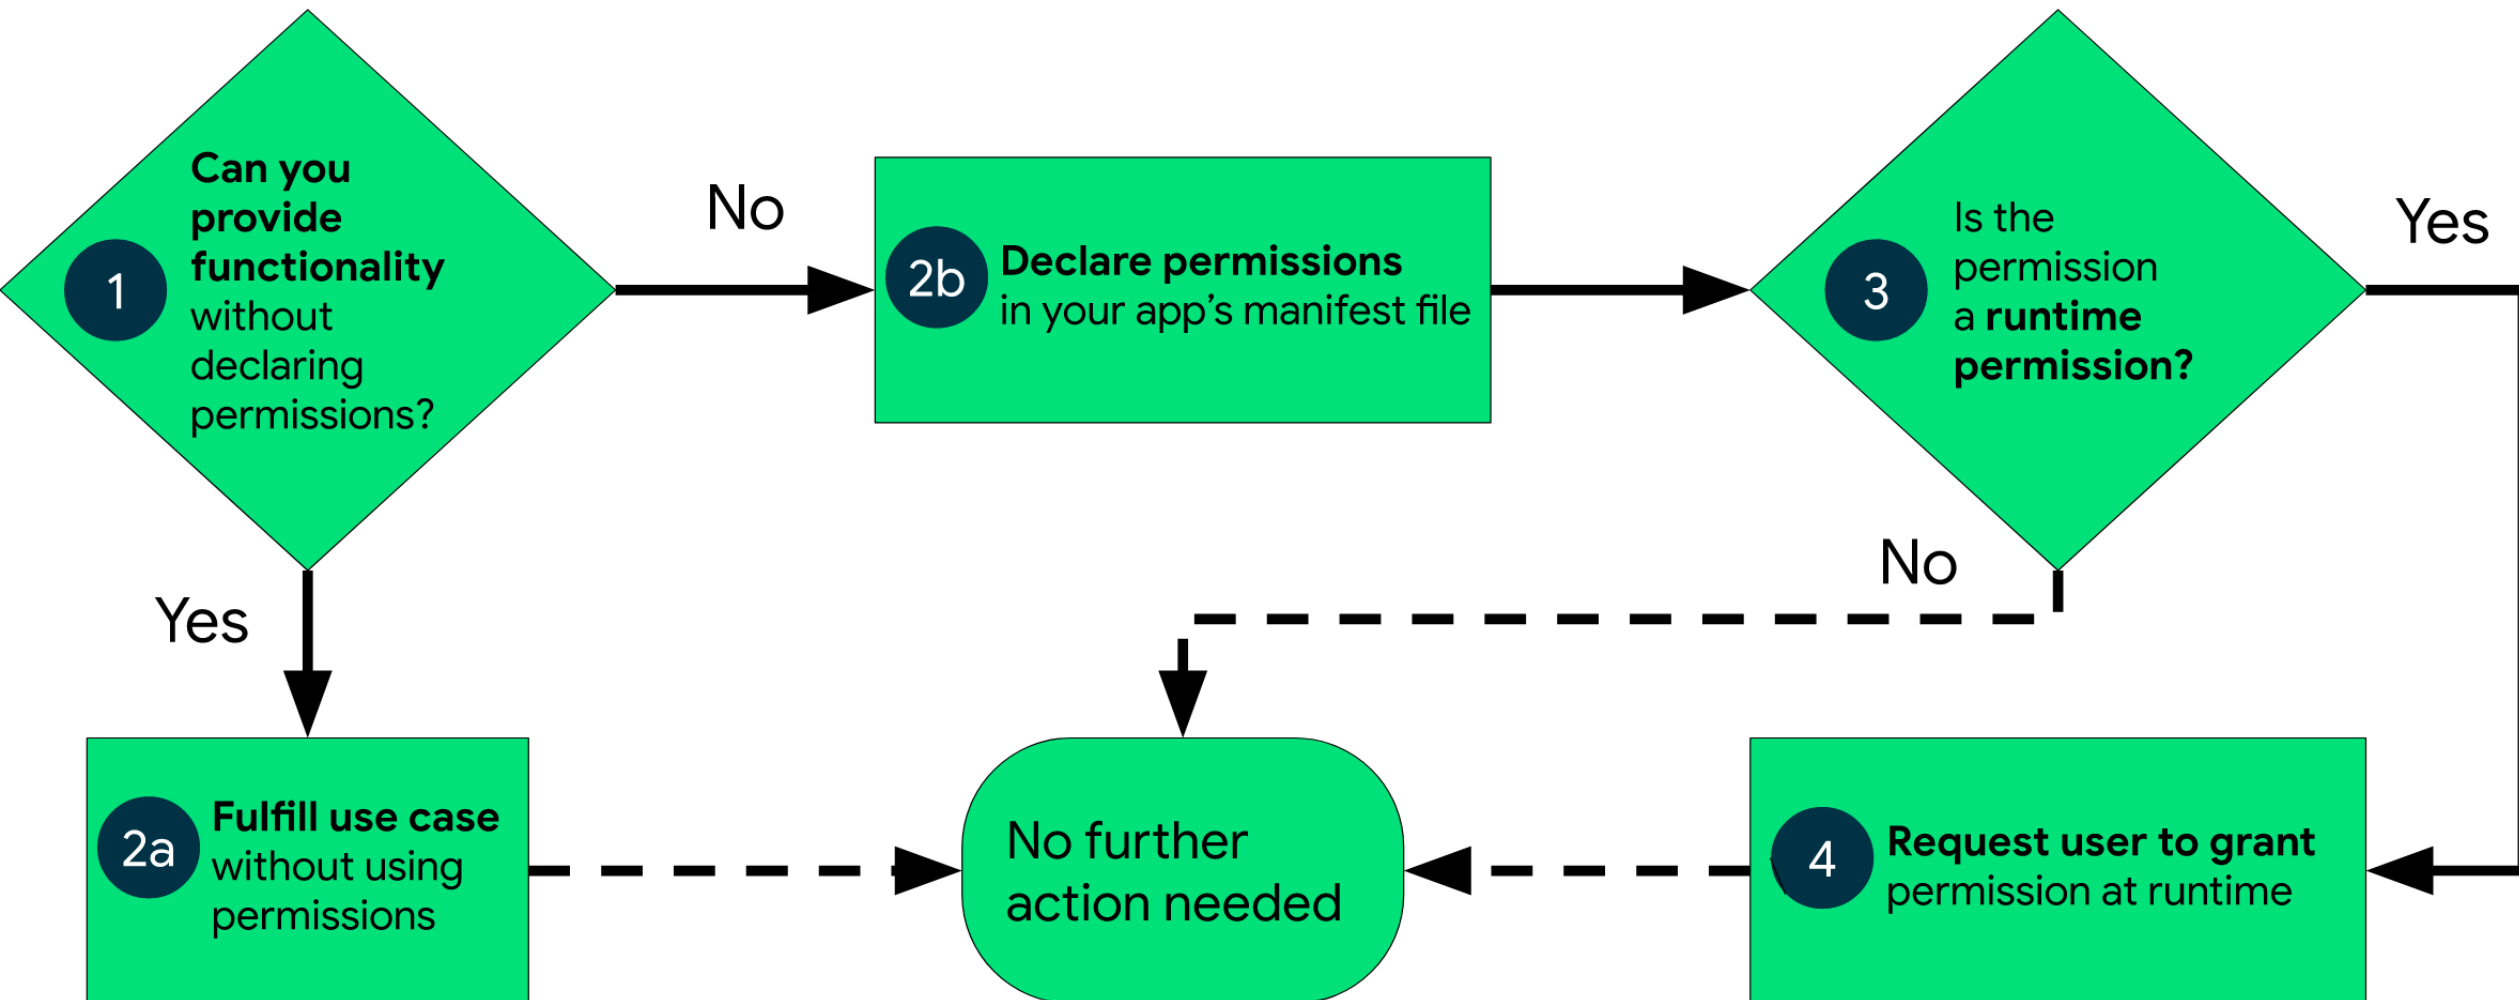 1
Can you
provide
functionality
without
declaring
permissions?
No
2b
Declare permissions
in your app's manifest file
3
Is the
permission
a runtime
permission?
Yes
No
Yes
2a
Fulfill use case
without using
permissions
No further
action needed
4
Request user to grant
permission at runtime